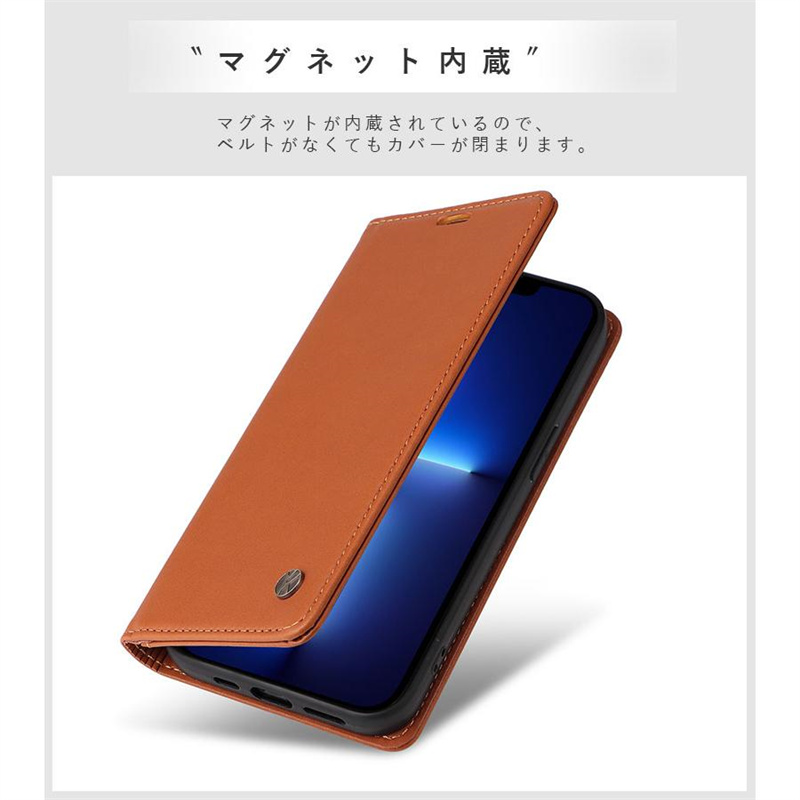 〝マグネット内蔵〞
マグネットが内蔵されているので、
ベルトがなくてもカバーが閉まります。